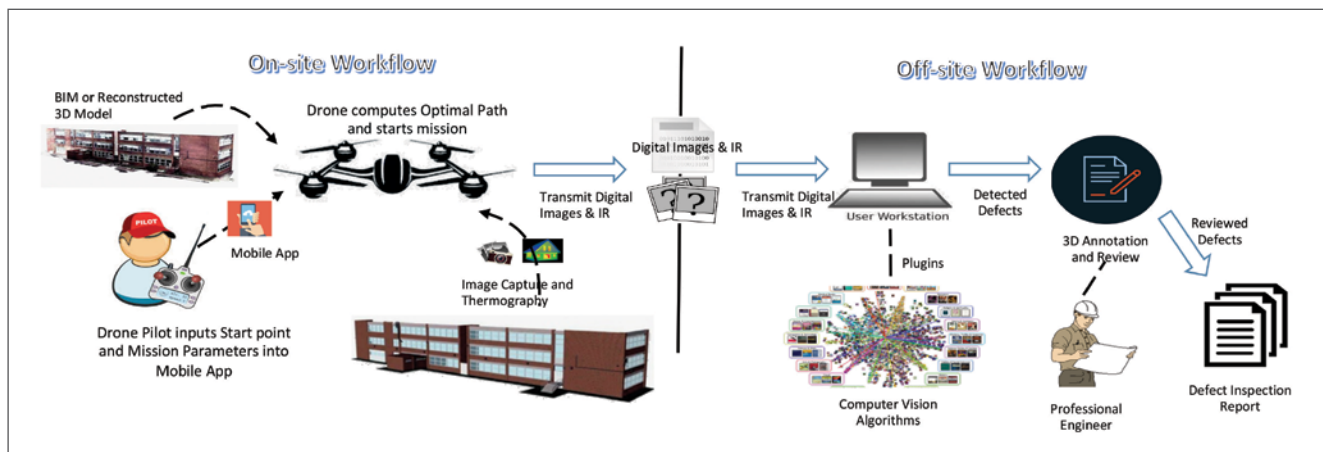 On-site Workflow
Off-site Workflow
BIM or Reconstructed
3D Model
Drone computes Optimal Path
and starts mission
Digital Images & IR
Transmit Digital
Images & IR
Transmit Digital
Images & IR
User Workstation
Detected
Defects
PILOT
Mobile App
3D Annotation
and Review
Reviewed
Defects
Image Capture and
Thermography
Plugins
Drone Pilot inputs Start point
and Mission Parameters into
Mobile App
Computer Vision
Algorithms
Professional
Engineer
Defect Inspection
Report